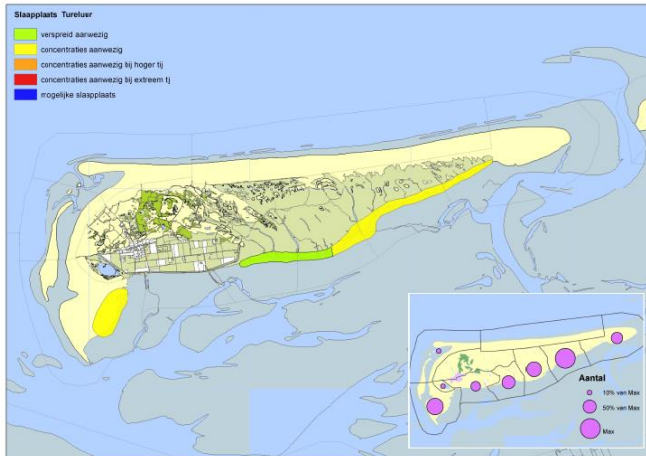 Slaapplaats Tureluur
verspreid aanwezig
concentraties aanwezig
concentraties aanwezig bij hoger tij
concentraties aanwezig bij extreem tij
mogelijke slaapplaats
Aantal
10% van Max
50% van Max
Max